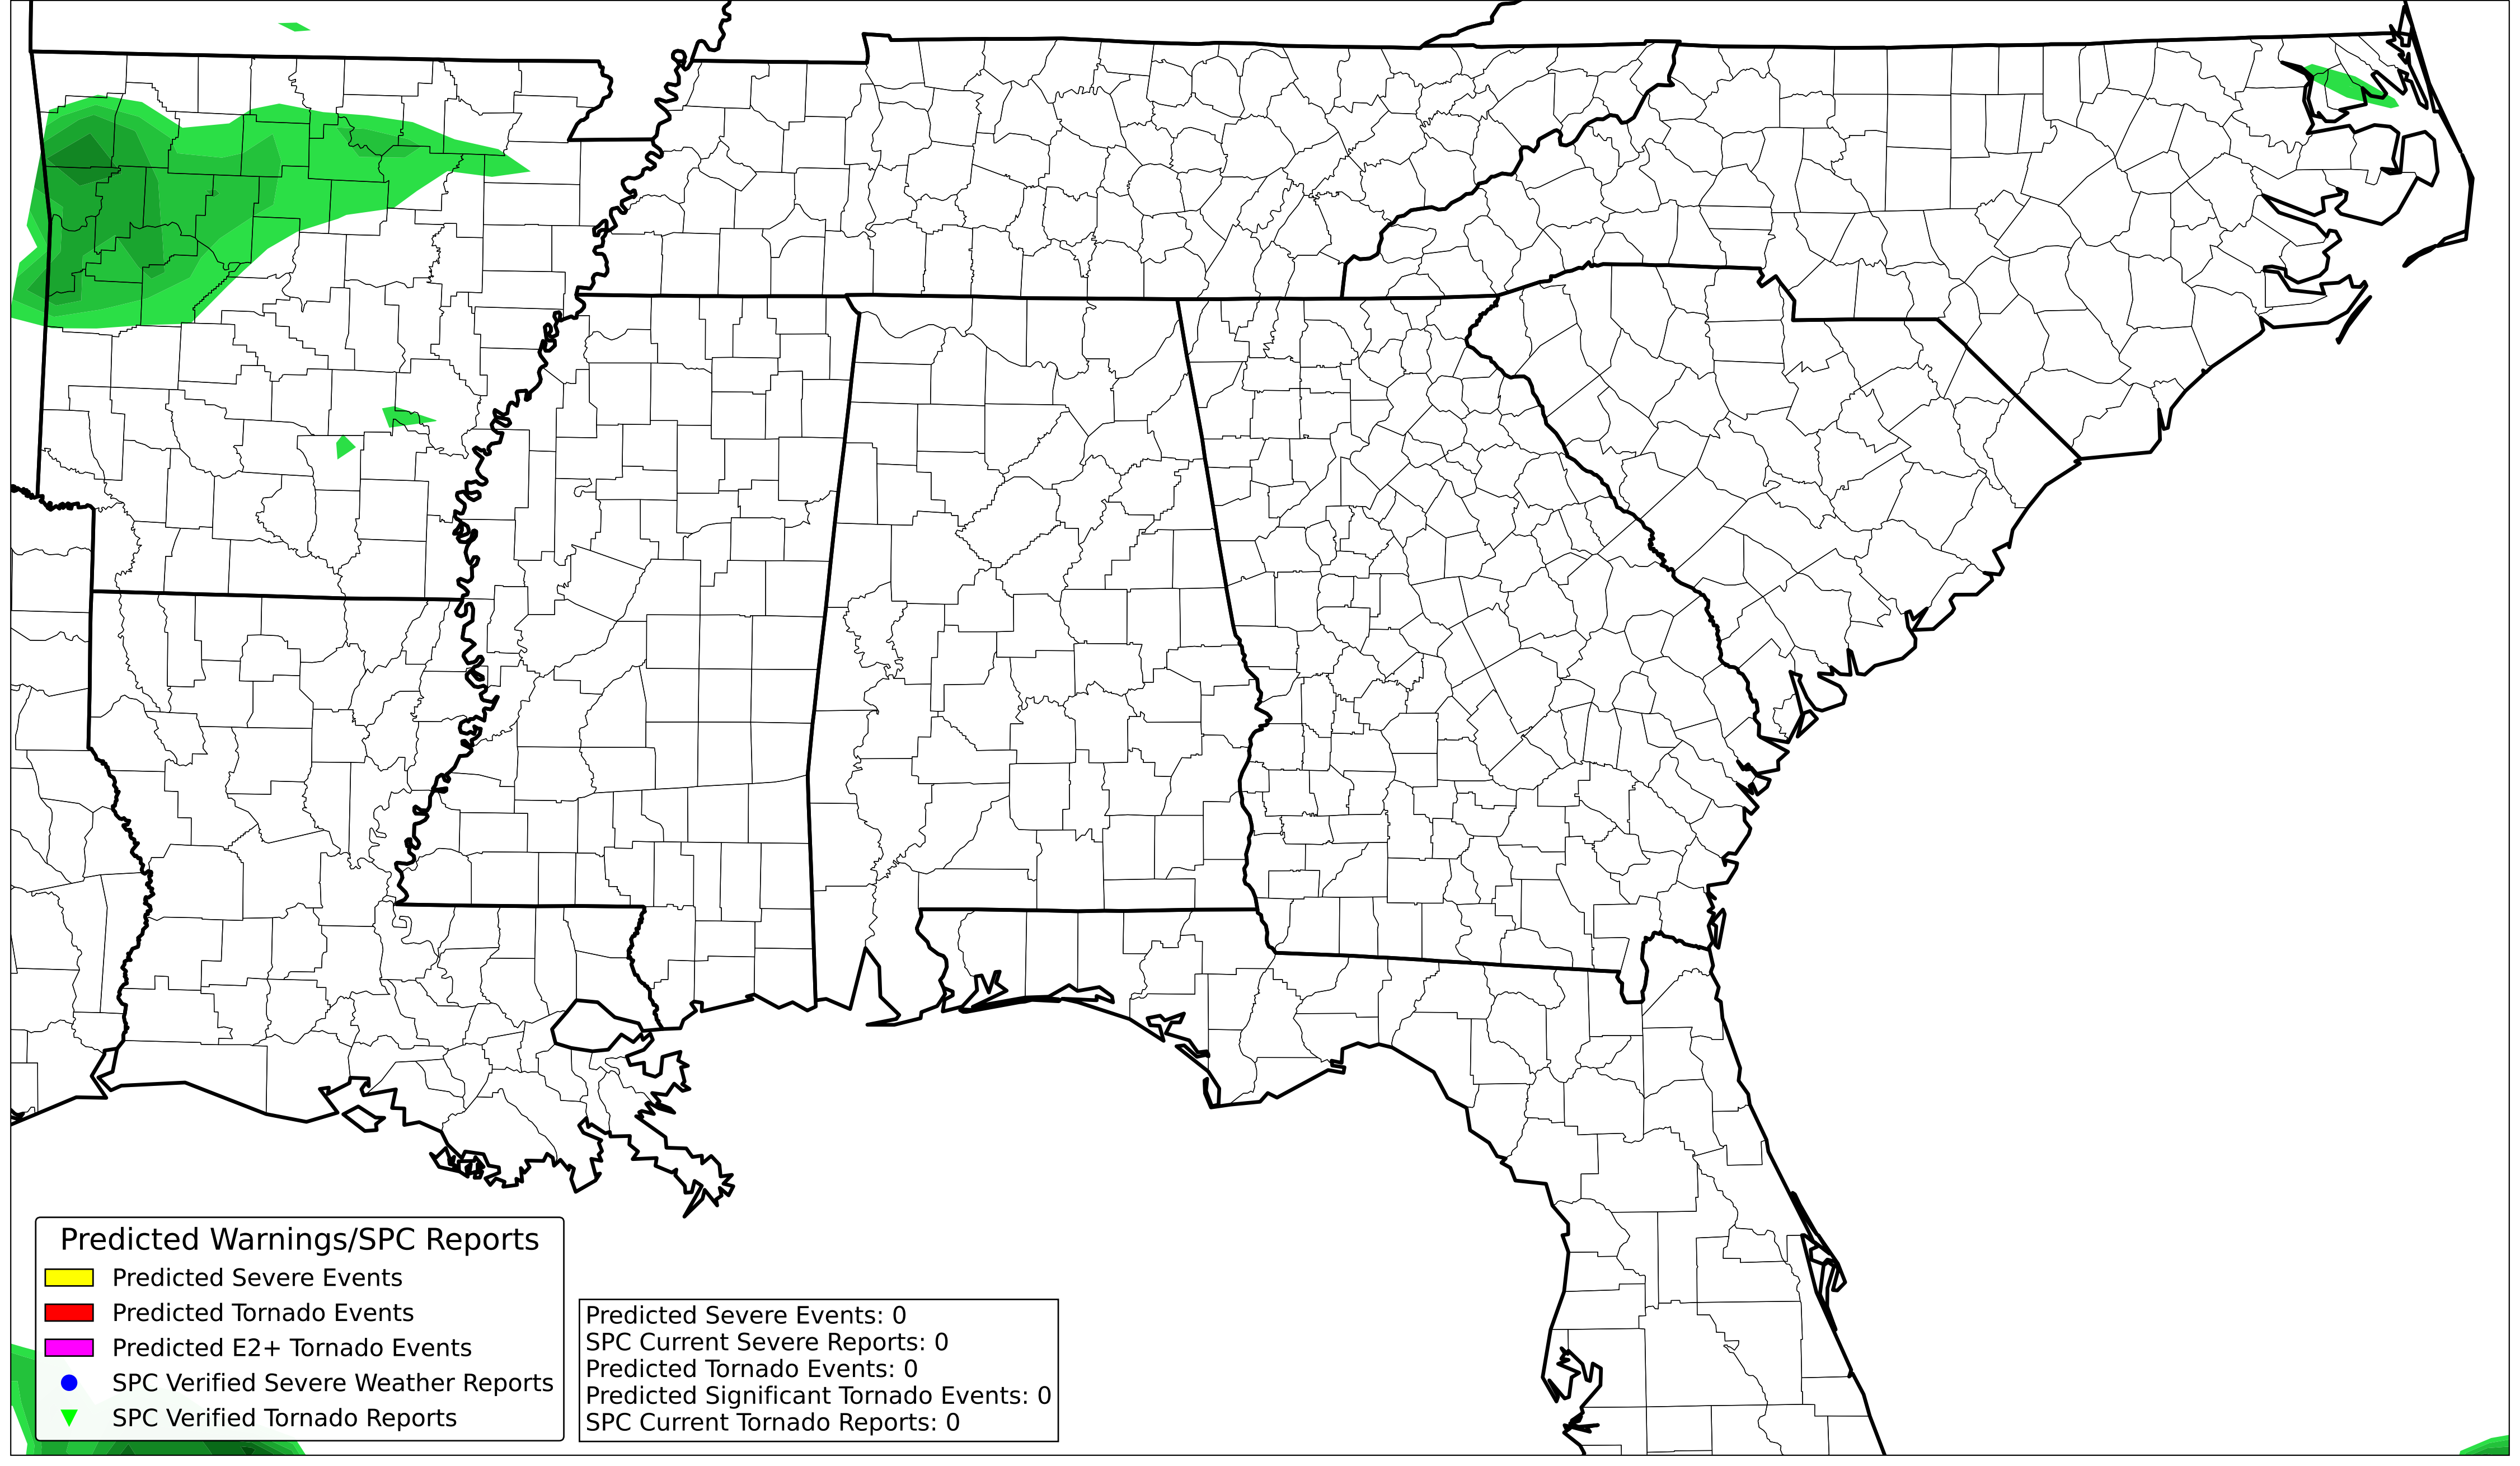 Predicted Warnings/SPC Reports
Predicted Severe Events
Predicted Tornado Events
Predicted E2+ Tornado Events
SPC Verified Severe Weather Reports
SPC Verified Tornado Reports
Predicted Severe Events: 0
SPC Current Severe Reports: 0
Predicted Tornado Events: 0
Predicted Significant Tornado Events: 0
SPC Current Tornado Reports: 0